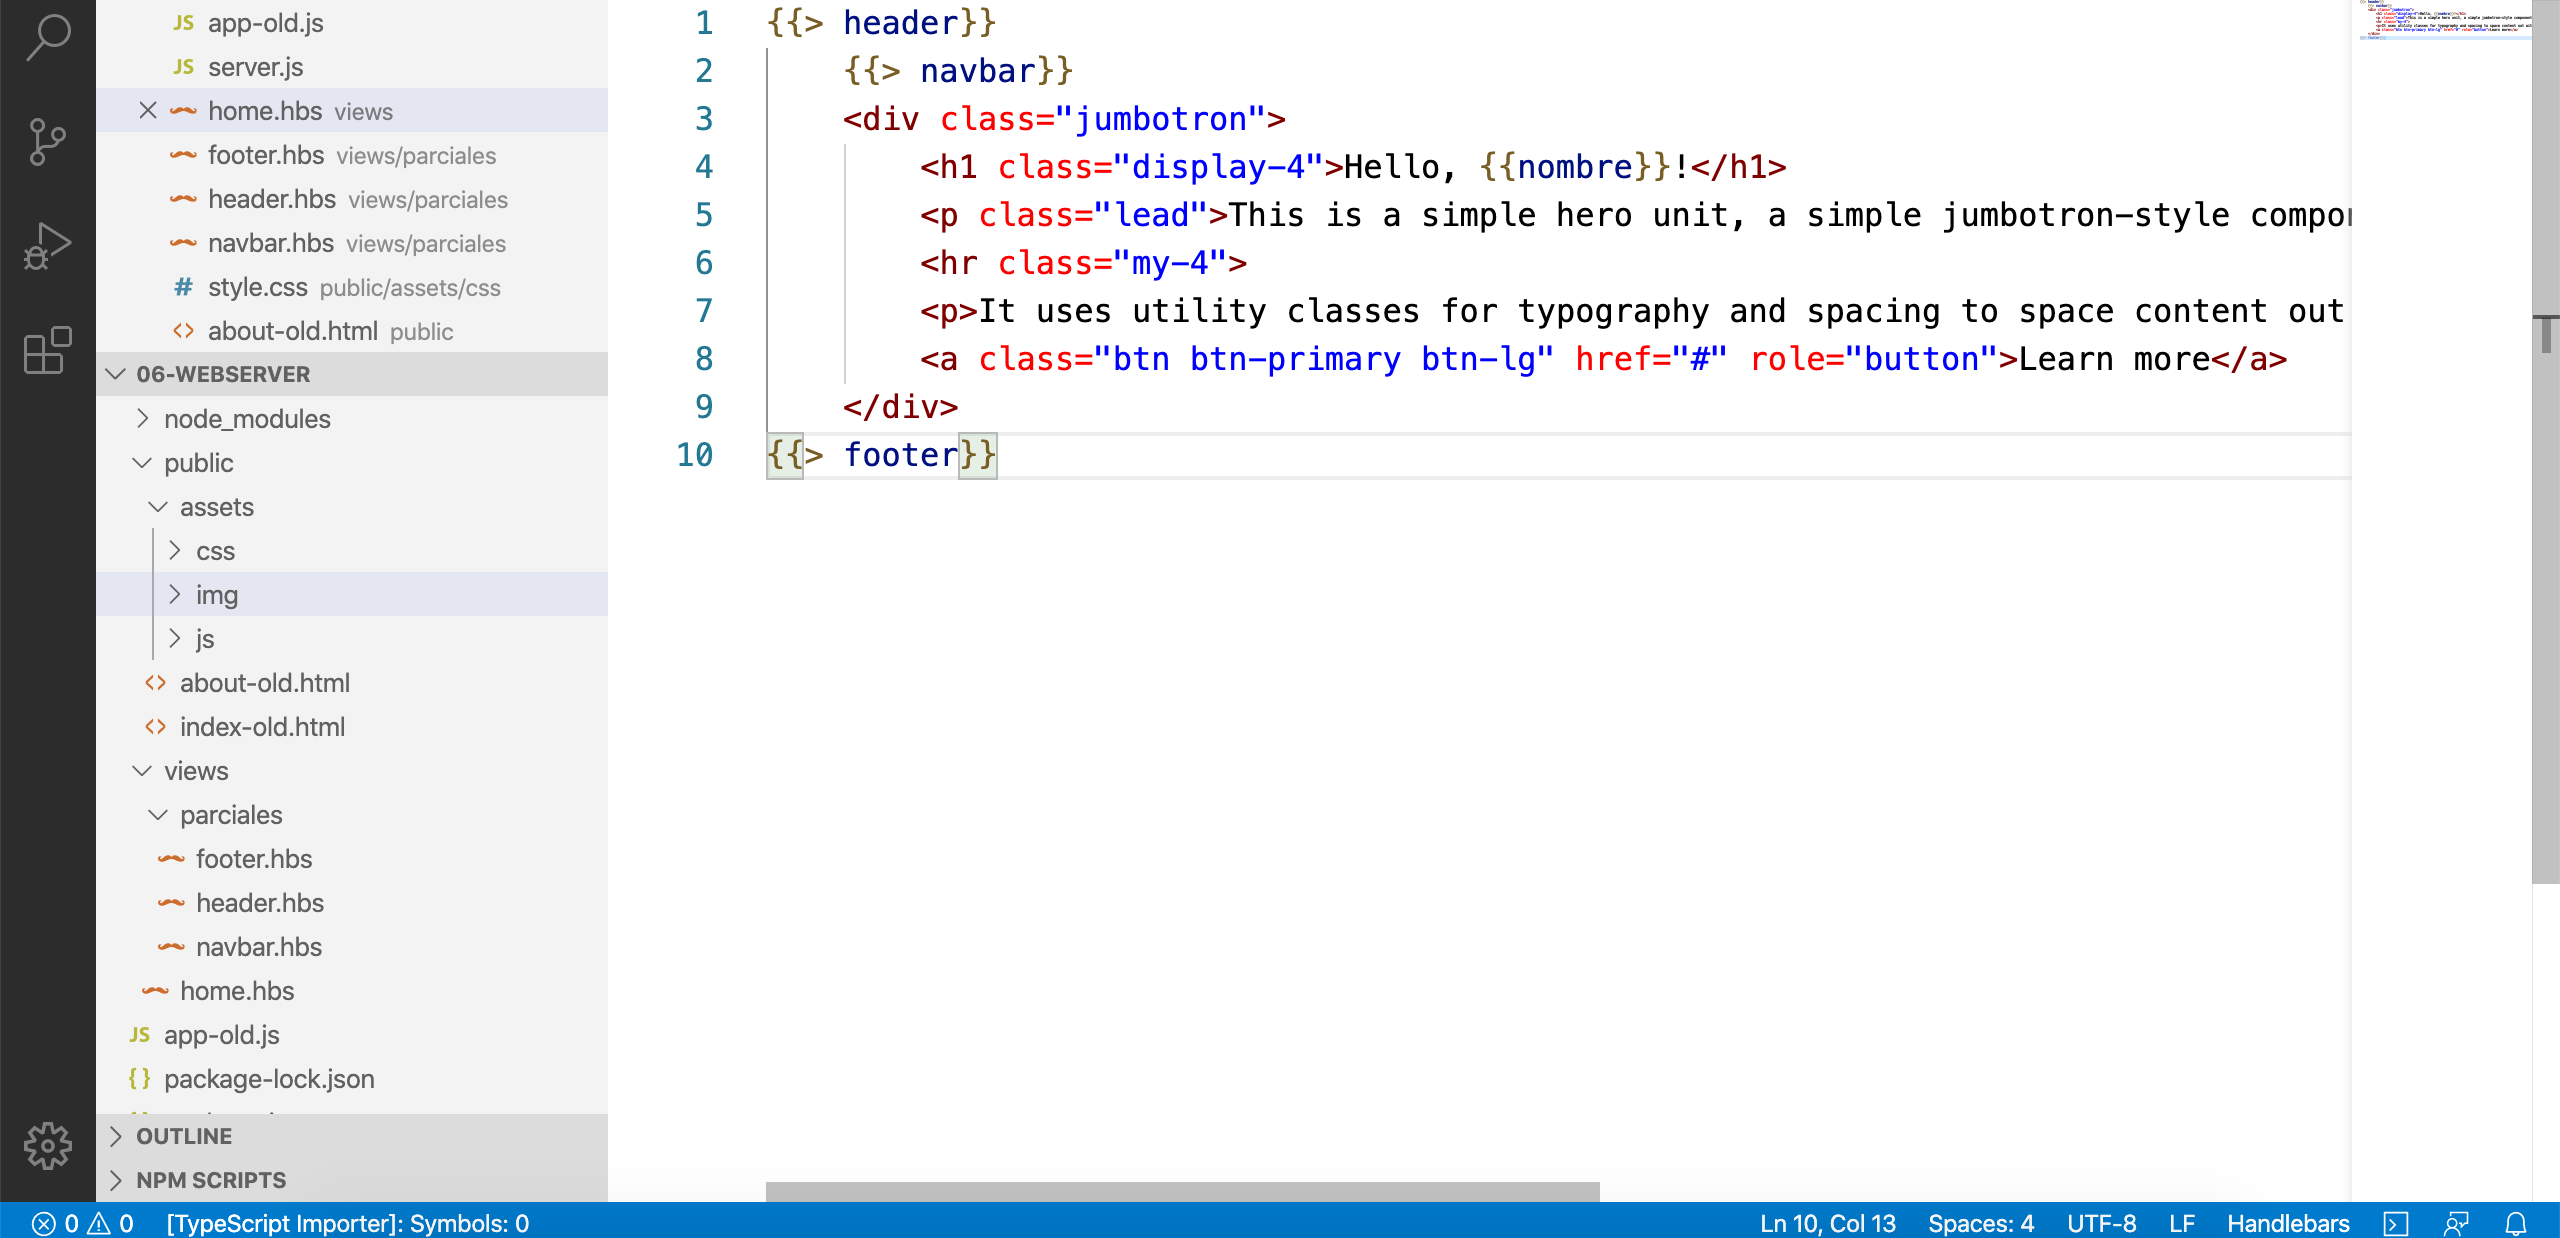 JS app-old.js
JS server.js
home.hbs views
footer.hbs views/parciales
header.hbs views/parciales
navbar.hbs views/parciales
# style.css public/assets/css
<> about-old.html public
06-WEBSERVER
node_modules
public
assets
css
img
js
<> about-old.html
<> index-old.html
views
parciales
footer.hbs
header.hbs
navbar.hbs
home.hbs
JS app-old.js
{} package-lock.json
OUTLINE
NPM SCRIPTS
1 {{> header}}
2 {{> navbar}}
3 <div class="jumbotron">
4 <h1 class="display-4">Hello, {{nombre}}!</h1>
5 <p class="lead">This is a simple hero unit, a simple jumbotron-style compo
6 <hr class="my-4">
7 <p>It uses utility classes for typography and spacing to space content out
8 <a class="btn btn-primary btn-lg" href="#" role="button">Learn more</a>
9 </div>
10 {{> footer}}
0 0 [TypeScript Importer]: Symbols: 0
Ln 10, Col 13 Spaces: 4 UTF-8 LF Handlebars